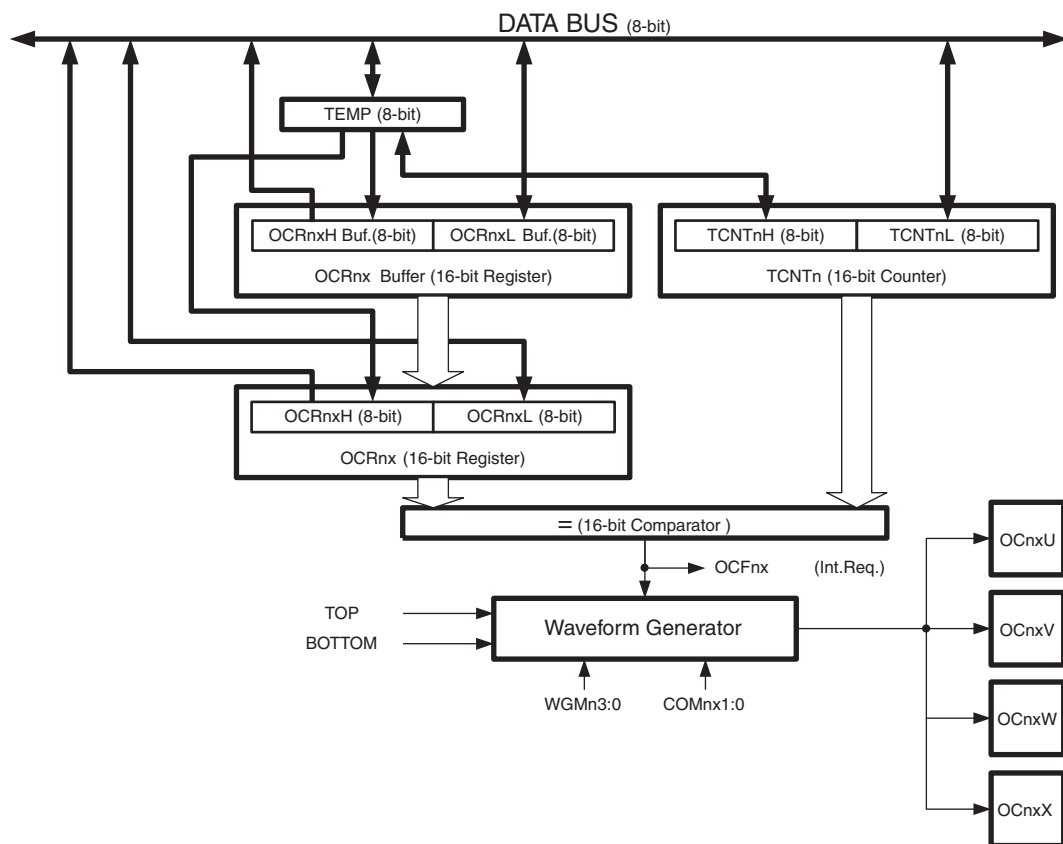 DATA BUS (8-bit)
TEMP (8-bit)
OCRnxH Buf.(8-bit) OCRnxL Buf.(8-bit)
OCRnx Buffer (16-bit Register)
TCNTnH (8-bit) TCNTnL (8-bit)
TCNTn (16-bit Counter)
OCRnxH (8-bit) OCRnxL (8-bit)
OCRnx (16-bit Register)
= (16-bit Comparator )
OCFnx (Int.Req.)
TOP
BOTTOM
Waveform Generator
WGMn3:0 COMnx1:0
OCnxU
OCnxV
OCnxW
OCnxX